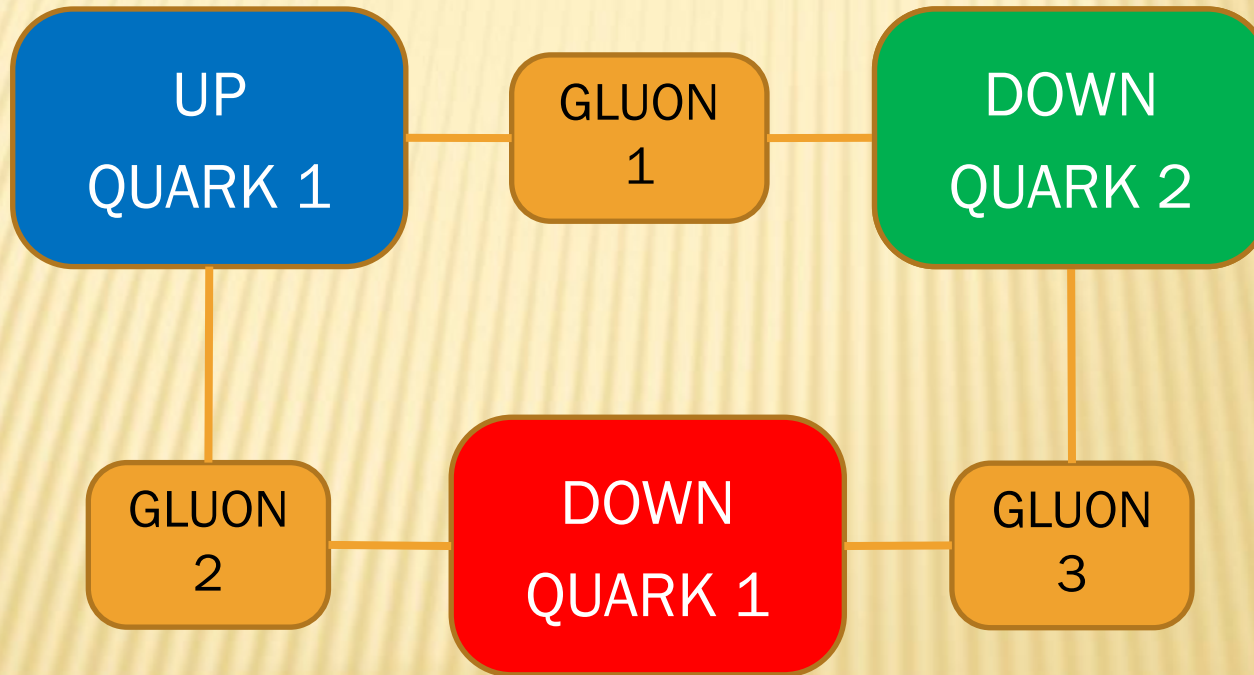 UP
QUARK 1
GLUON
1
DOWN
QUARK 2
GLUON
2
DOWN
QUARK 1
GLUON
3